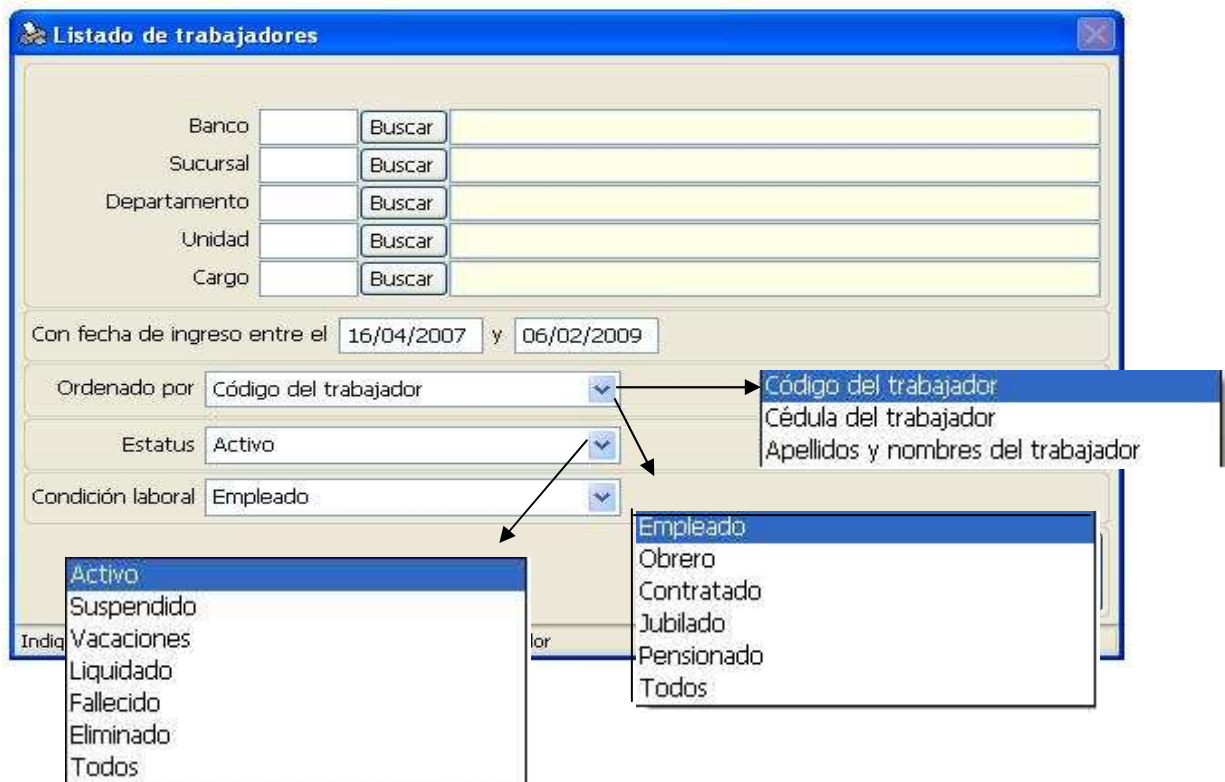 Listado de trabajadores
Banco Buscar
Sucursal Buscar
Departamento Buscar
Unidad Buscar
Cargo Buscar
Con fecha de ingreso entre el 16/04/2007 y 06/02/2009
Ordenado por Código del trabajador
Código del trabajador
Cédula del trabajador
Apellidos y nombres del trabajador
Estatus Activo
Condición laboral Empleado
Empleado
Obrero
Contratado
Jubilado
Pensionado
Todos
Activo
Suspendido
Vacaciones
Liquidado
Fallecido
Eliminado
Todos